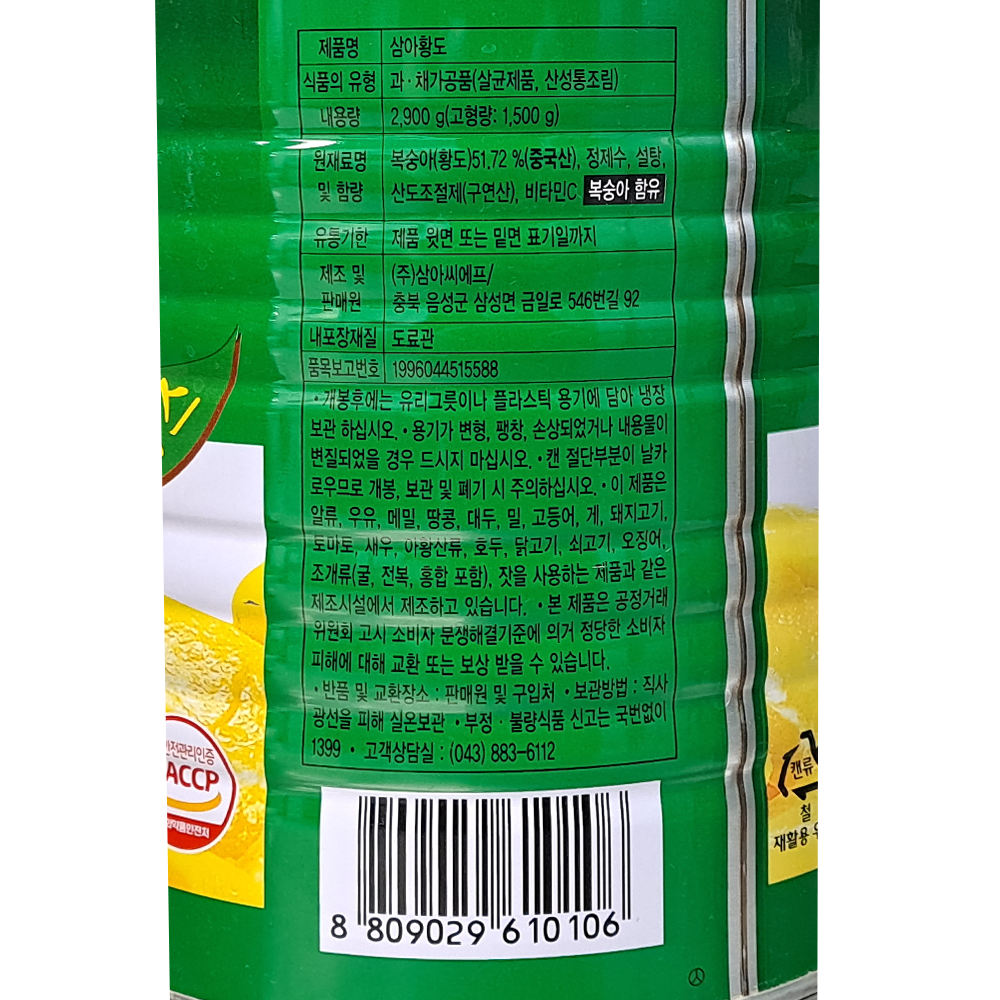 제품명 삼아황도
식품의 유형 과·채가공품(살균제품, 산성통조림)
내용량 2,900 g(고형량: 1,500 g)
원재료명 및 함량 복숭아(황도)51.72 %(중국산), 정제수, 설탕,
산도조절제(구연산), 비타민C 복숭아 함유
유통기한 제품 윗면 또는 밑면 표기일까지
제조 및 판매원 (주)삼아씨에프/
충북 음성군 삼성면 금일로 546번길 92
내포장재질 도료관
품목보고번호 1996044515588
·개봉후에는 유리그릇이나 플라스틱 용기에 담아 냉장
보관 하십시오. ·용기가 변형, 팽창, 손상되었거나 내용물이
변질되었을 경우 드시지 마십시오. ·캔 절단부분이 날카
로우므로 개봉, 보관 및 폐기 시 주의하십시오. ·이 제품은
알류, 우유, 메밀, 땅콩, 대두, 밀, 고등어, 게, 돼지고기,
토마토, 새우, 아황산류, 호두, 닭고기, 쇠고기, 오징어,
조개류(굴, 전복, 홍합 포함), 잣을 사용하는 제품과 같은
제조시설에서 제조하고 있습니다. ·본 제품은 공정거래
위원회 고시 소비자 분쟁해결기준에 의거 정당한 소비자
피해에 대해 교환 또는 보상 받을 수 있습니다.
·반품 및 교환장소 : 판매원 및 구입처 ·보관방법 : 직사
광선을 피해 실온보관 ·부정·불량식품 신고는 국번없이
1399 · 고객상담실 : (043) 883-6112
8 809029 610106
안전관리인증
ACCP
캔류
철
재활용